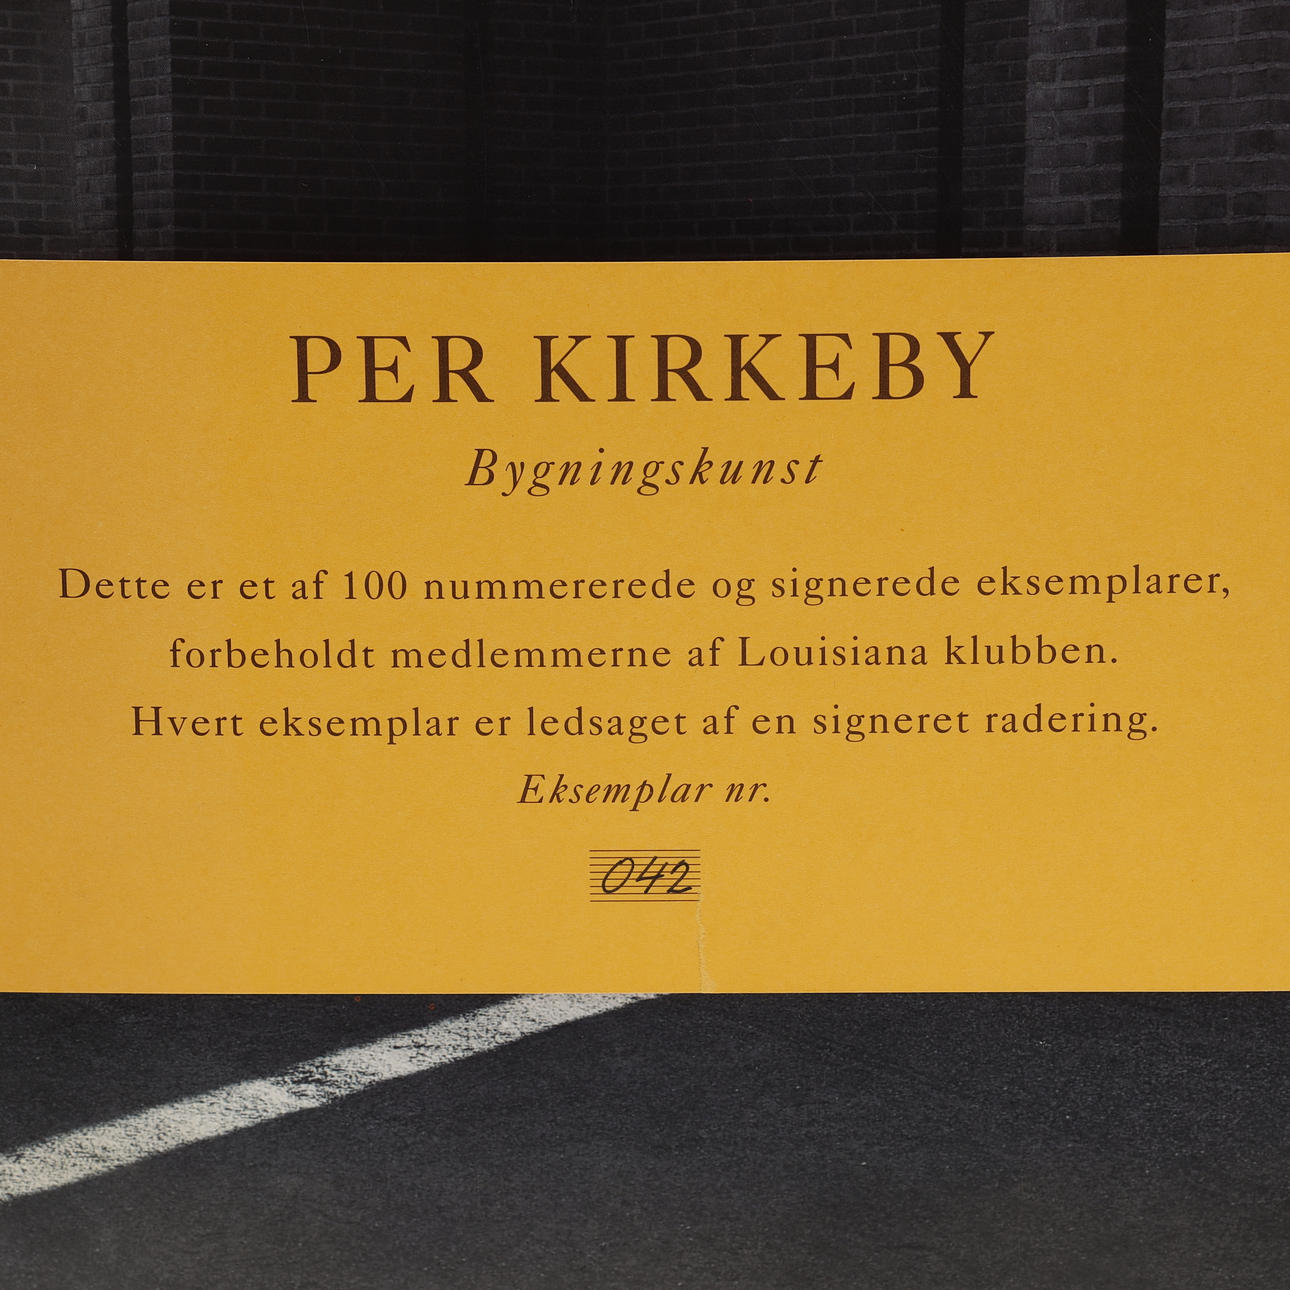 PER KIRKEBY
Bygningskunst
Dette er et af 100 nummererede og signerede eksemplarer,
forbeholdt medlemmerne af Louisiana klubben.
Hvert eksemplar er ledsaget af en signeret radering.
Eksemplar nr.
042